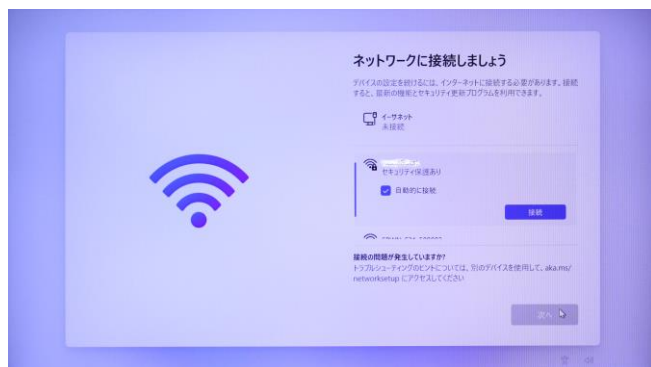 ネットワークに接続しましょう
デバイスの設定を続けるには、インターネットに接続する必要があります。接続
すると、最新の機能とセキュリティ更新プログラムを利用できます。
イーサネット
未接続
セキュリティ保護あり
自動的に接続
接続
接続の問題が発生していますか?
トラブルシューティングのヒントについては、別のデバイスを使用して、aka.ms/
networksetup にアクセスしてください
次へ